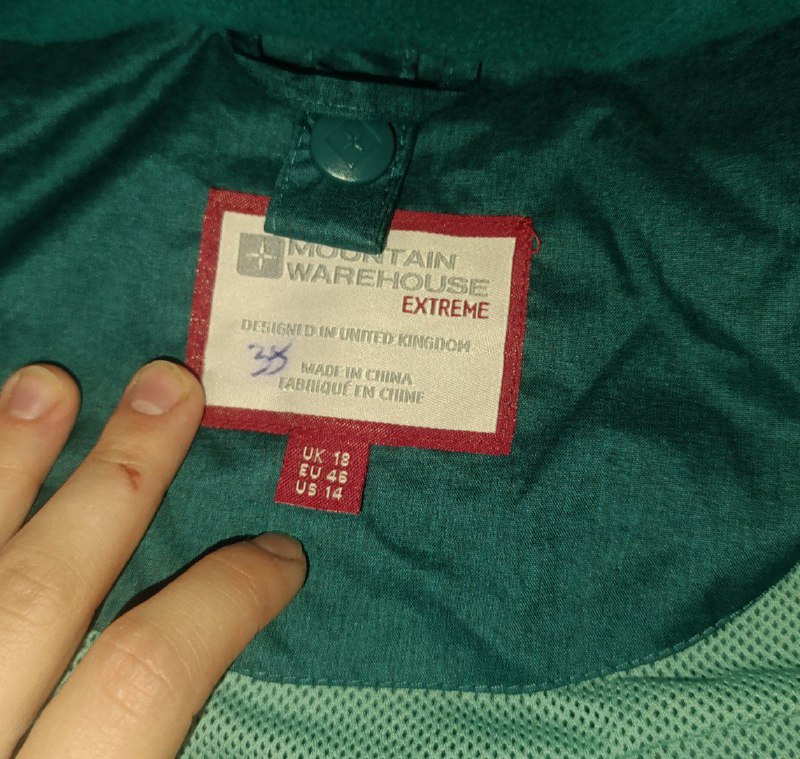 MOUNTAIN
WAREHOUSE
EXTREME
DESIGNED IN UNITED KINGDOM
MADE IN CHINA
FABRIQUÉ EN CHINE
UK 18
EU 46
US 14